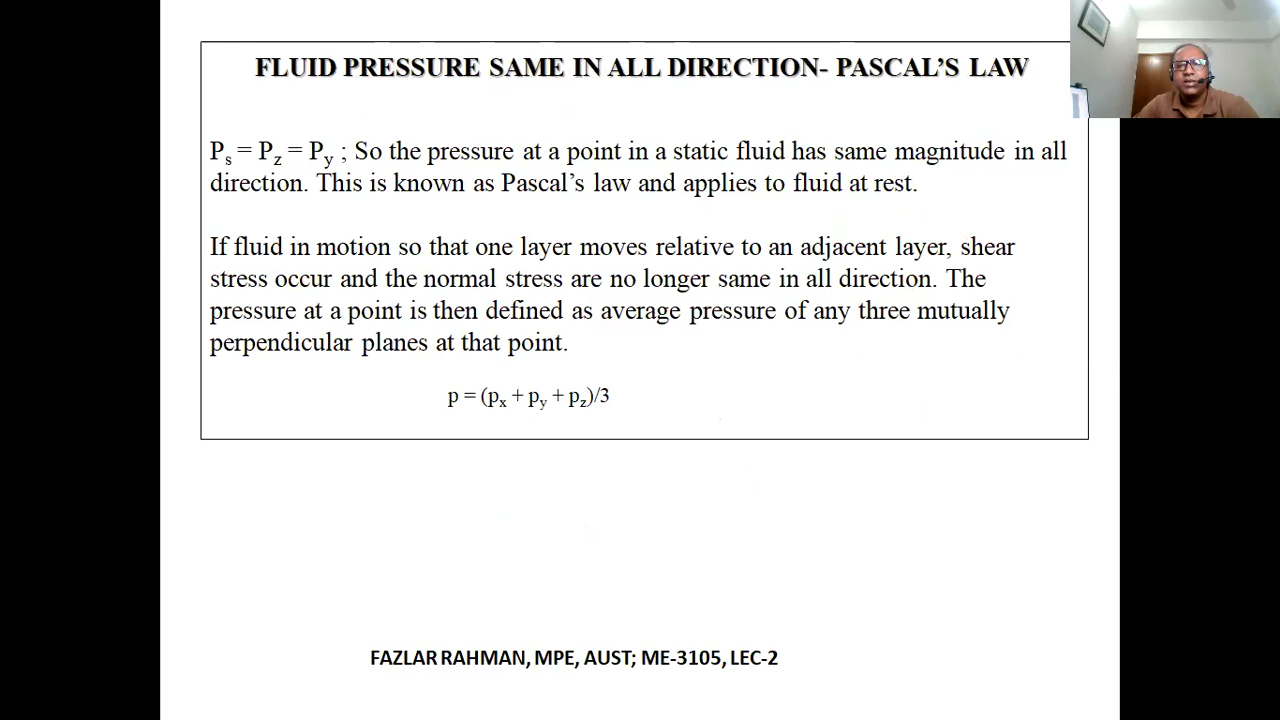 FLUID PRESSURE SAME IN ALL DIRECTION- PASCAL'S LAW
Pₛ = P_z = P_y ; So the pressure at a point in a static fluid has same magnitude in all
direction. This is known as Pascal's law and applies to fluid at rest.
If fluid in motion so that one layer moves relative to an adjacent layer, shear
stress occur and the normal stress are no longer same in all direction. The
pressure at a point is then defined as average pressure of any three mutually
perpendicular planes at that point.
p = (pₓ + p_y + p_z)/3
FAZLAR RAHMAN, MPE, AUST; ME-3105, LEC-2